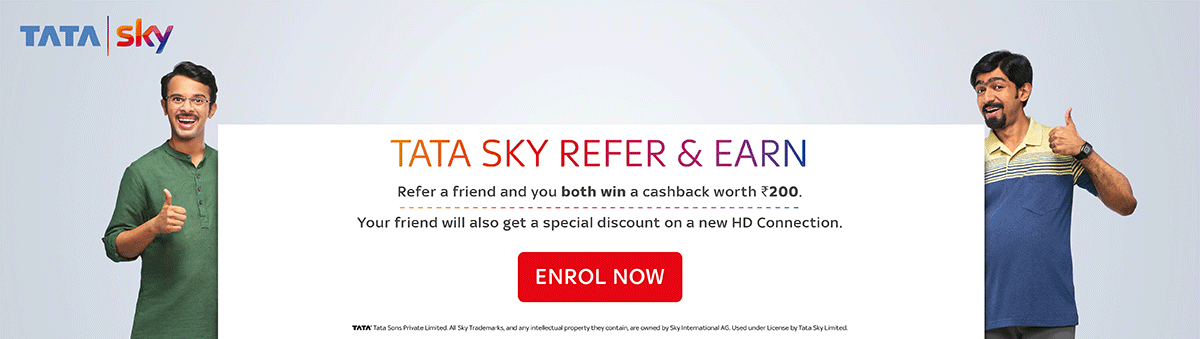 TATA sky
TATA SKY REFER & EARN
Refer a friend and you both win a cashback worth ₹200.
Your friend will also get a special discount on a new HD Connection.
ENROL NOW
TATA® Tata Sons Private Limited. All Sky Trademarks, and any intellectual property they contain, are owned by Sky International AG. Used under License by Tata Sky Limited.